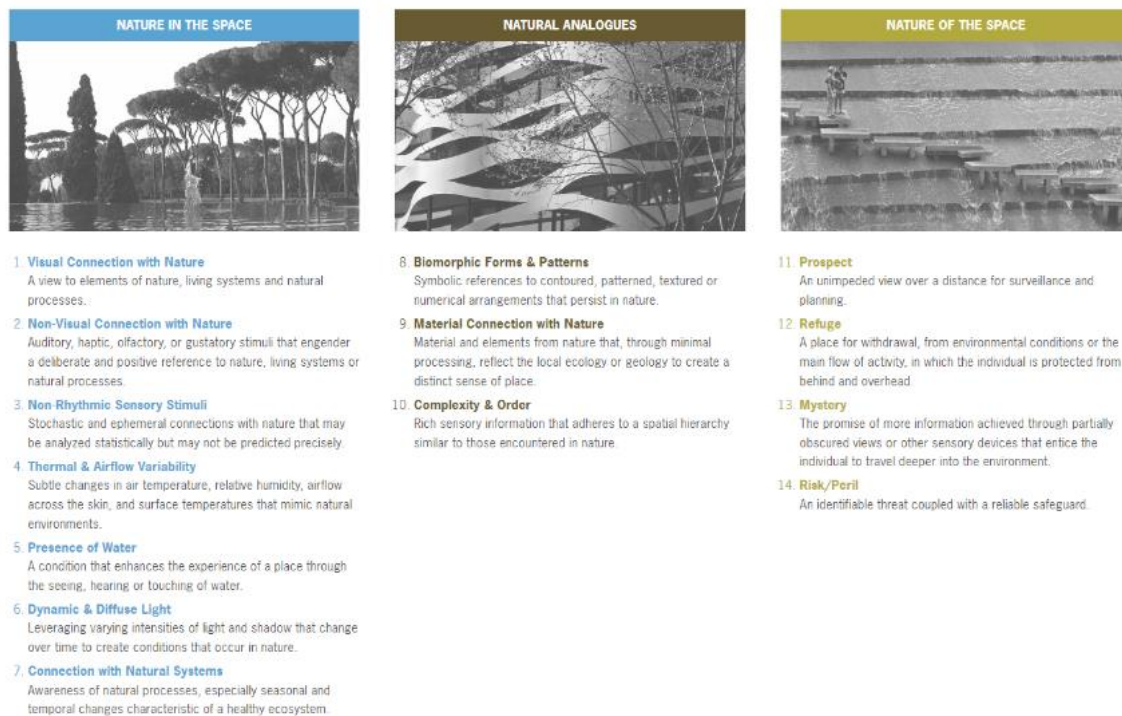 NATURE IN THE SPACE
1. Visual Connection with Nature
A view to elements of nature, living systems and natural
processes.
2. Non-Visual Connection with Nature
Auditory, haptic, olfactory, or gustatory stimuli that engender
a deliberate and positive reference to nature, living systems or
natural processes.
3. Non-Rhythmic Sensory Stimuli
Stochastic and ephemeral connections with nature that may
be analyzed statistically but may not be predicted precisely.
4. Thermal & Airflow Variability
Subtle changes in air temperature, relative humidity, airflow
across the skin, and surface temperatures that mimic natural
environments.
5. Presence of Water
A condition that enhances the experience of a place through
the seeing, hearing or touching of water.
6. Dynamic & Diffuse Light
Leveraging varying intensities of light and shadow that change
over time to create conditions that occur in nature.
7. Connection with Natural Systems
Awareness of natural processes, especially seasonal and
temporal changes characteristic of a healthy ecosystem.
NATURAL ANALOGUES
8. Biomorphic Forms & Patterns
Symbolic references to contoured, patterned, textured or
numerical arrangements that persist in nature.
9. Material Connection with Nature
Material and elements from nature that, through minimal
processing, reflect the local ecology or geology to create a
distinct sense of place.
10. Complexity & Order
Rich sensory information that adheres to a spatial hierarchy
similar to those encountered in nature.
NATURE OF THE SPACE
11. Prospect
An unimpeded view over a distance for surveillance and
planning.
12. Refuge
A place for withdrawal, from environmental conditions or the
main flow of activity, in which the individual is protected from
behind and overhead.
13. Mystery
The promise of more information achieved through partially
obscured views or other sensory devices that entice the
individual to travel deeper into the environment.
14. Risk/Peril
An identifiable threat coupled with a reliable safeguard.